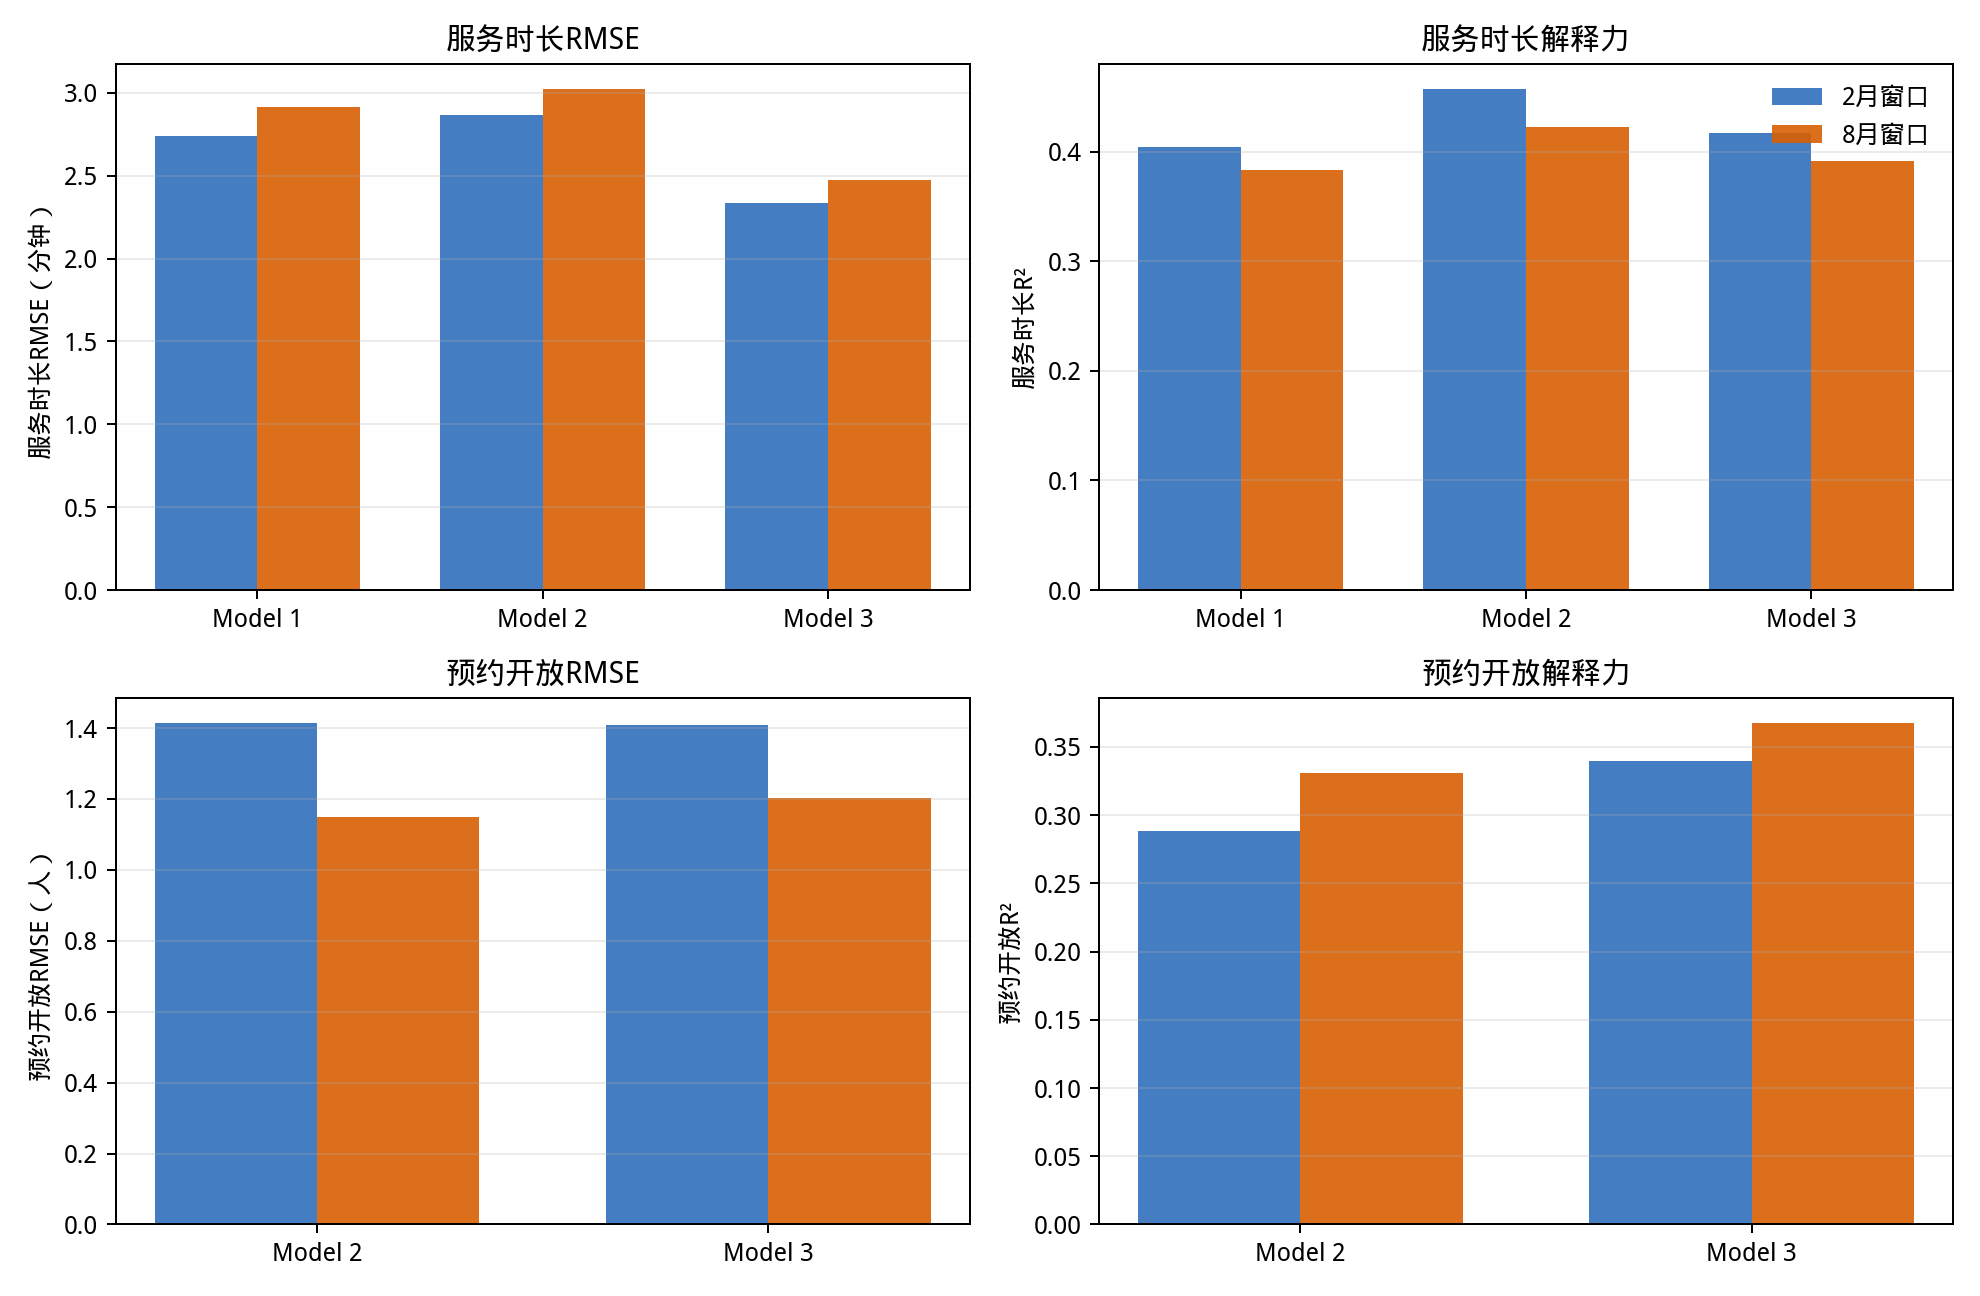 服务时长RMSE
服务时长RMSE（分钟）
3.0
2.5
2.0
1.5
1.0
0.5
0.0
Model 1
Model 2
Model 3
服务时长解释力
服务时长R²
0.4
0.3
0.2
0.1
0.0
2月窗口
8月窗口
Model 1
Model 2
Model 3
预约开放RMSE
预约开放RMSE（人）
1.4
1.2
1.0
0.8
0.6
0.4
0.2
0.0
Model 2
Model 3
预约开放解释力
预约开放R²
0.35
0.30
0.25
0.20
0.15
0.10
0.05
0.00
Model 2
Model 3